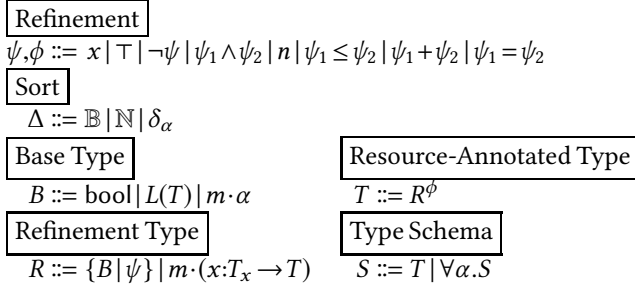 Refinement
ψ,ϕ ::= x | ⊤ | ¬ψ | ψ₁ ∧ ψ₂ | n | ψ₁ ≤ ψ₂ | ψ₁ + ψ₂ | ψ₁ = ψ₂
Sort
Δ ::= 𝔹 | ℕ | δ_α
Base Type
B ::= bool | L(T) | m·α
Resource-Annotated Type
T ::= R^ϕ
Refinement Type
R ::= {B | ψ} | m·(x:Tₓ → T)
Type Schema
S ::= T | ∀α.S